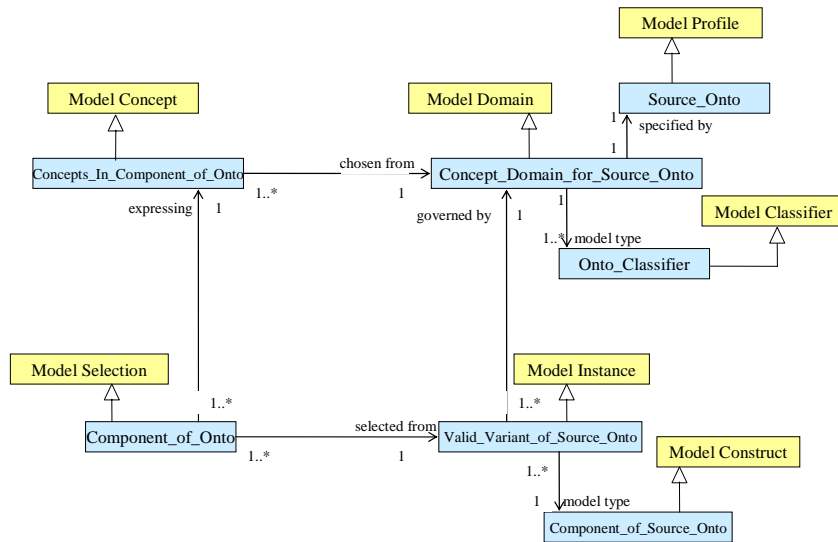 Model Profile
Model Concept
Model Domain
Source_Onto
1
specified by
1
chosen from
Concepts_In_Component_of_Onto
Concept_Domain_for_Source_Onto
1..*
1
expressing
1
governed by
1
1
Model Classifier
1..*
model type
Onto_Classifier
Model Selection
Model Instance
1..*
1..*
selected from
Component_of_Onto
Valid_Variant_of_Source_Onto
1..*
1
Model Construct
1..*
1
model type
Component_of_Source_Onto